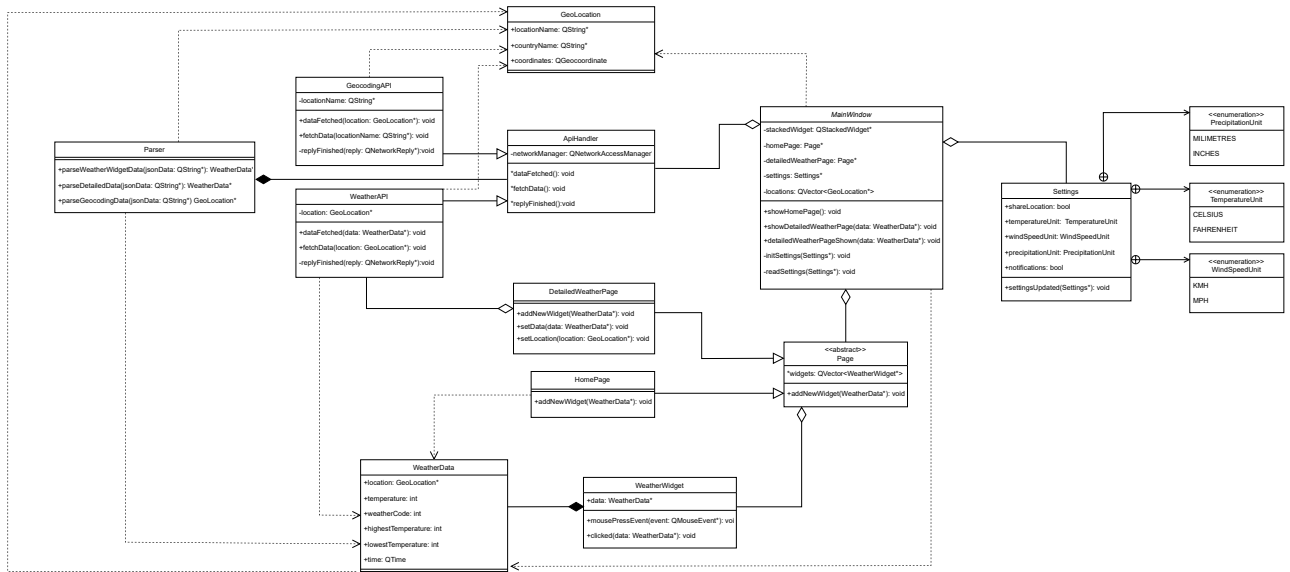 GeoLocation
+locationName: QString*
+countryName: QString*
+coordinates: QGeocoordinate
GeocodingAPI
-locationName: QString*
+dataFetched(location: GeoLocation*): void
+fetchData(locationName: QString*): void
-replyFinished(reply: QNetworkReply*):void
ApiHandler
-networkManager: QNetworkAccessManager
*dataFetched(): void
*fetchData(): void
*replyFinished():void
Parser
+parseWeatherWidgetData(jsonData: QString*): WeatherData
+parseDetailedData(jsonData: QString*): WeatherData*
+parseGeocodingData(jsonData: QString*) GeoLocation*
WeatherAPI
-location: GeoLocation*
+dataFetched(data: WeatherData*): void
+fetchData(location: GeoLocation*): void
-replyFinished(reply: QNetworkReply*):void
MainWindow
-stackedWidget: QStackedWidget*
-homePage: Page*
-detailedWeatherPage: Page*
-settings: Settings*
-locations: QVector<GeoLocation*>
+showHomePage(): void
+showDetailedWeatherPage(data: WeatherData*): void
+detailedWeatherPageShown(data: WeatherData*): void
-initSettings(Settings*): void
-readSettings(Settings*): void
Settings
+shareLocation: bool
+temperatureUnit: TemperatureUnit
+windSpeedUnit: WindSpeedUnit
+precipitationUnit: PrecipitationUnit
+notifications: bool
+settingsUpdated(Settings*): void
<<enumeration>>
PrecipitationUnit
MILIMETRES
INCHES
<<enumeration>>
TemperatureUnit
CELSIUS
FAHRENHEIT
<<enumeration>>
WindSpeedUnit
KMH
MPH
DetailedWeatherPage
+addNewWidget(WeatherData*): void
+setData(data: WeatherData*): void
+setLocation(location: GeoLocation*): void
HomePage
+addNewWidget(WeatherData*): void
<<abstract>>
Page
*widgets: QVector<WeatherWidget*>
+addNewWidget(WeatherData*): void
WeatherData
+location: GeoLocation*
+temperature: int
+weatherCode: int
+highestTemperature: int
+lowestTemperature: int
+time: QTime
WeatherWidget
+data: WeatherData*
+mousePressEvent(event: QMouseEvent*): voi
+clicked(data: WeatherData*): void